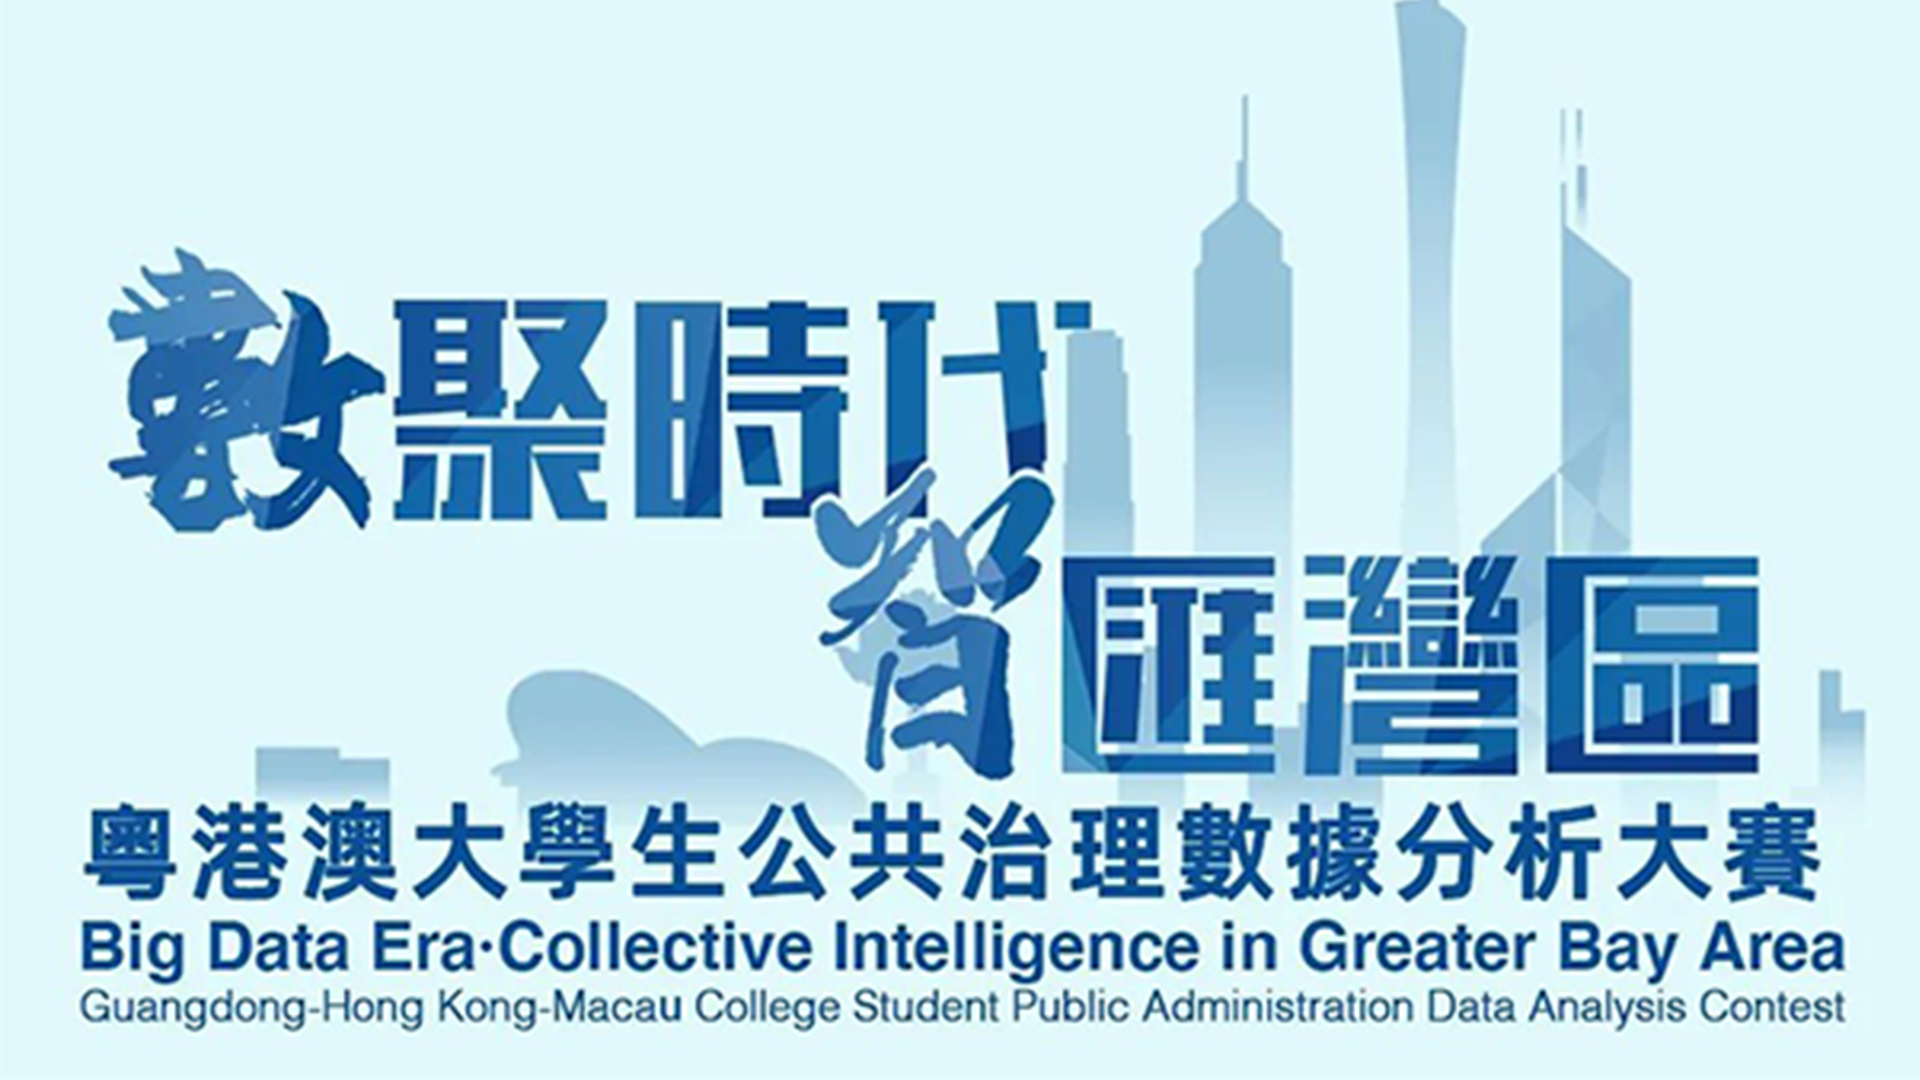 數聚時代
智匯灣區
粵港澳大學生公共治理數據分析大賽
Big Data Era·Collective Intelligence in Greater Bay Area
Guangdong-Hong Kong-Macau College Student Public Administration Data Analysis Contest